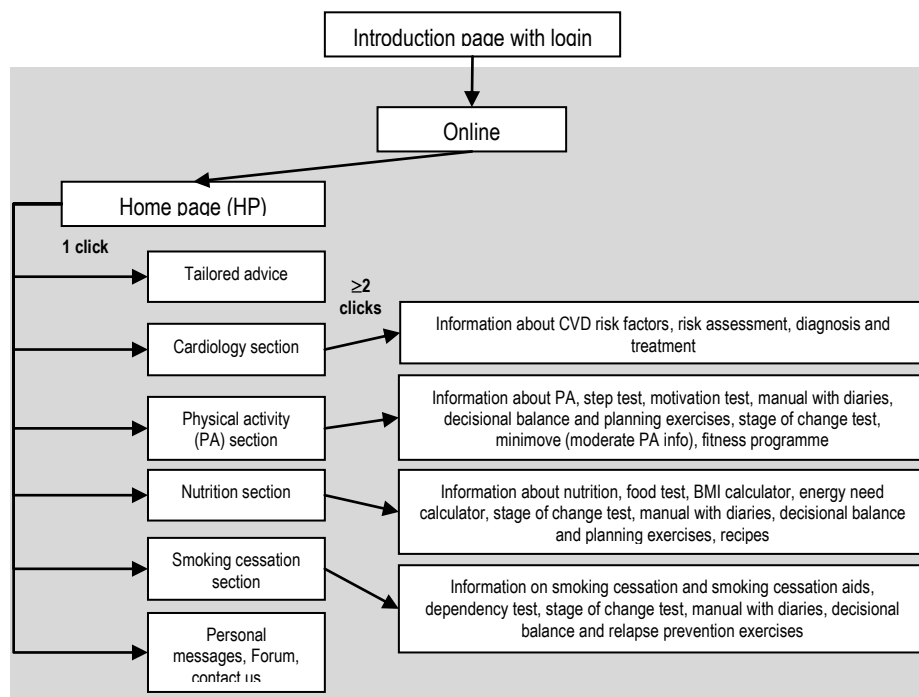 Introduction page with login
Online
Home page (HP)
1 click
Tailored advice
≥2
clicks
Cardiology section
Information about CVD risk factors, risk assessment, diagnosis and
treatment
Physical activity
(PA) section
Information about PA, step test, motivation test, manual with diaries,
decisional balance and planning exercises, stage of change test,
minimove (moderate PA info), fitness programme
Nutrition section
Information about nutrition, food test, BMI calculator, energy need
calculator, stage of change test, manual with diaries, decisional balance
and planning exercises, recipes
Smoking cessation
section
Information on smoking cessation and smoking cessation aids,
dependency test, stage of change test, manual with diaries, decisional
balance and relapse prevention exercises
Personal
messages, Forum,
contact us